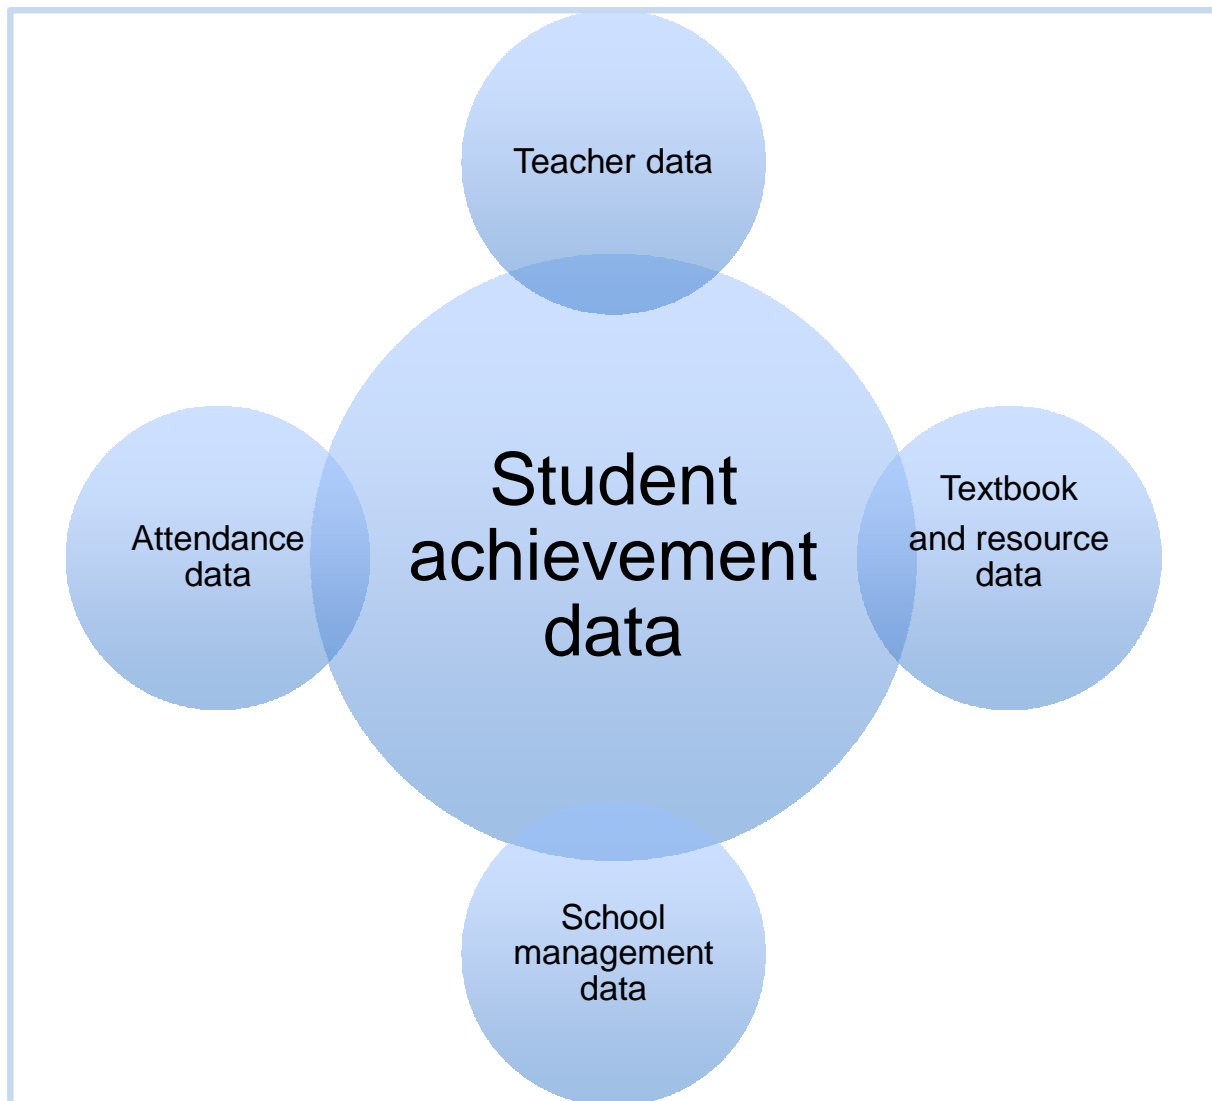 Teacher data
Student
achievement
data
Attendance
data
Textbook
and resource
data
School
management
data